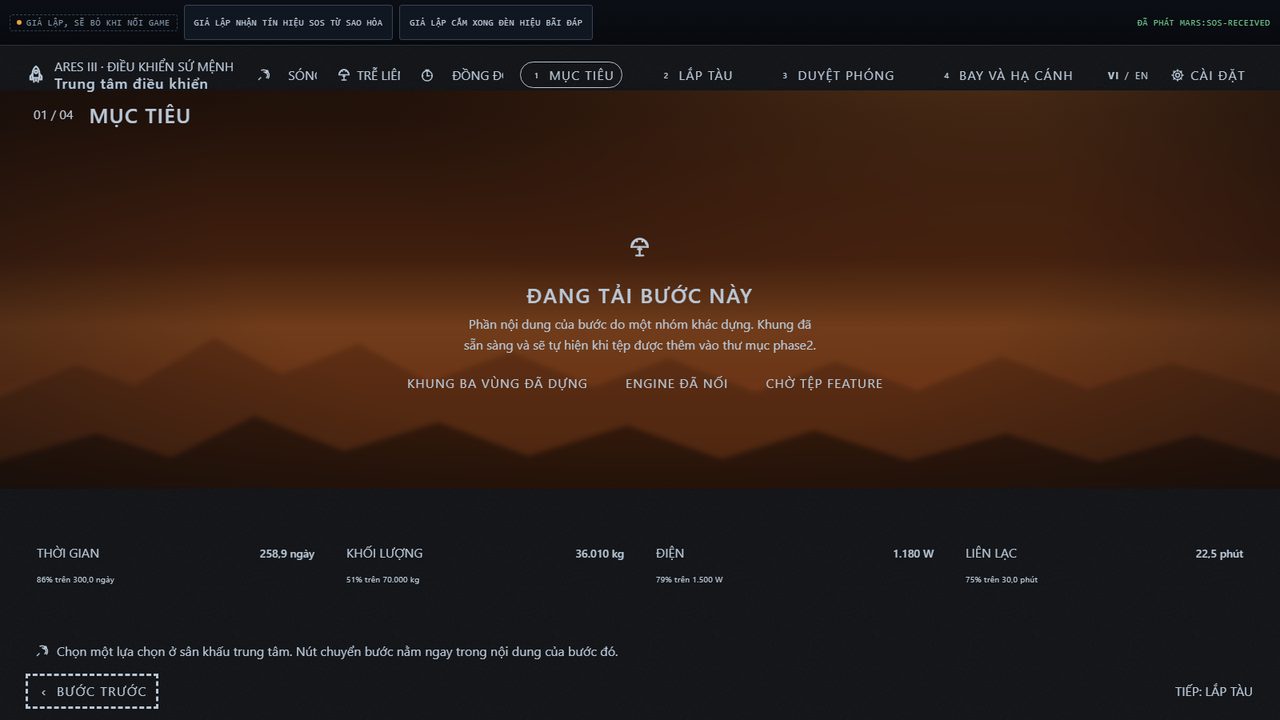 GIẢ LẬP, SẼ BỎ KHI NỐI GAME
GIẢ LẬP NHẬN TÍN HIỆU SOS TỪ SAO HỎA
GIẢ LẬP CẮM XONG ĐÈN HIỆU BÃI ĐÁP
ĐÃ PHÁT MARS:SOS-RECEIVED
ARES III · ĐIỀU KHIỂN SỨ MỆNH
Trung tâm điều khiển
SÓN
TRỄ LIÊ
ĐỒNG
1 MỤC TIÊU
2 LẮP TÀU
3 DUYỆT PHÓNG
4 BAY VÀ HẠ CÁNH
VI / EN
CÀI ĐẶT
01 / 04 MỤC TIÊU
ĐANG TẢI BƯỚC NÀY
Phần nội dung của bước do một nhóm khác dựng. Khung đã
sẵn sàng và sẽ tự hiện khi tệp được thêm vào thư mục phase2.
KHUNG BA VÙNG ĐÃ DỰNG ENGINE ĐÃ NỐI CHỜ TỆP FEATURE
THỜI GIAN 258,9 ngày
86% trên 300,0 ngày
KHỐI LƯỢNG 36.010 kg
51% trên 70.000 kg
ĐIỆN 1.180 W
79% trên 1.500 W
LIÊN LẠC 22,5 phút
75% trên 30,0 phút
Chọn một lựa chọn ở sân khấu trung tâm. Nút chuyển bước nằm ngay trong nội dung của bước đó.
‹ BƯỚC TRƯỚC
TIẾP: LẮP TÀU